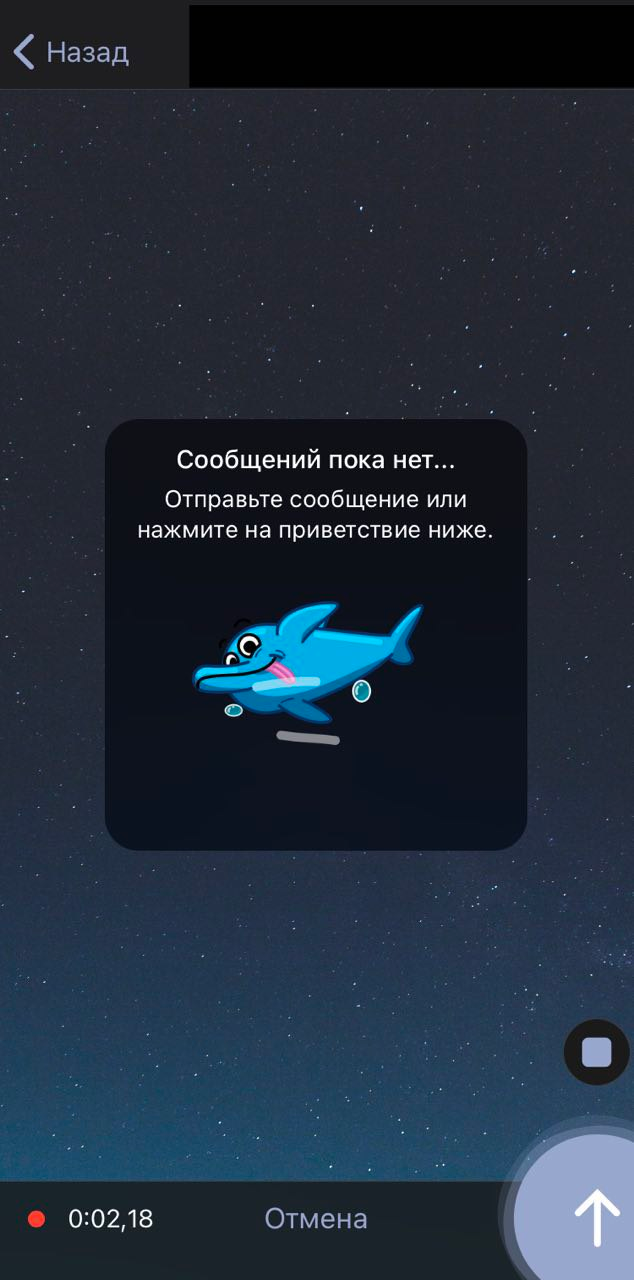 Назад
Сообщений пока нет...
Отправьте сообщение или
нажмите на приветствие ниже.
0:02,18
Отмена